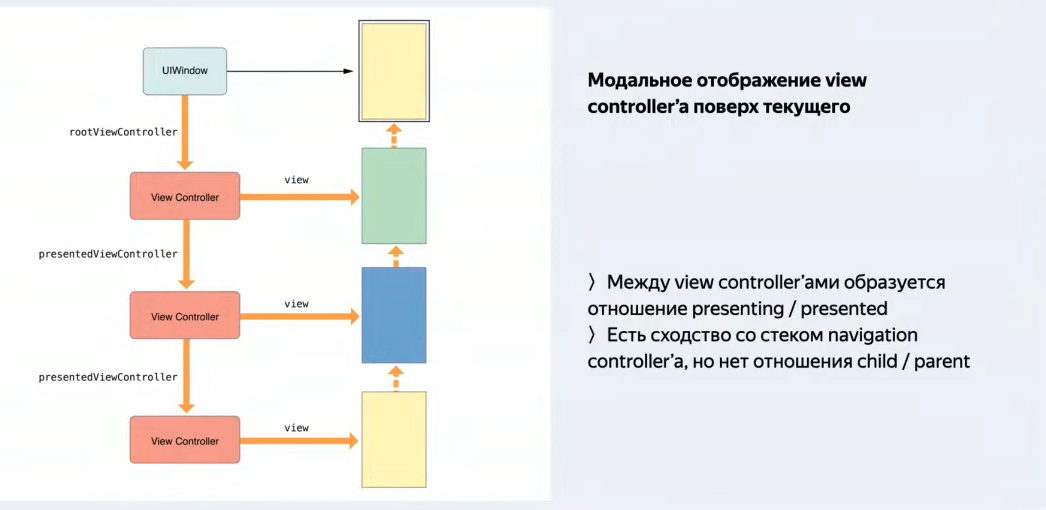 UIWindow
rootViewController
View Controller
view
presentedViewController
View Controller
view
presentedViewController
View Controller
view
Модальное отображение view
controller’а поверх текущего
〉 Между view controller’ами образуется
отношение presenting / presented
〉 Есть сходство со стеком navigation
controller’а, но нет отношения child / parent